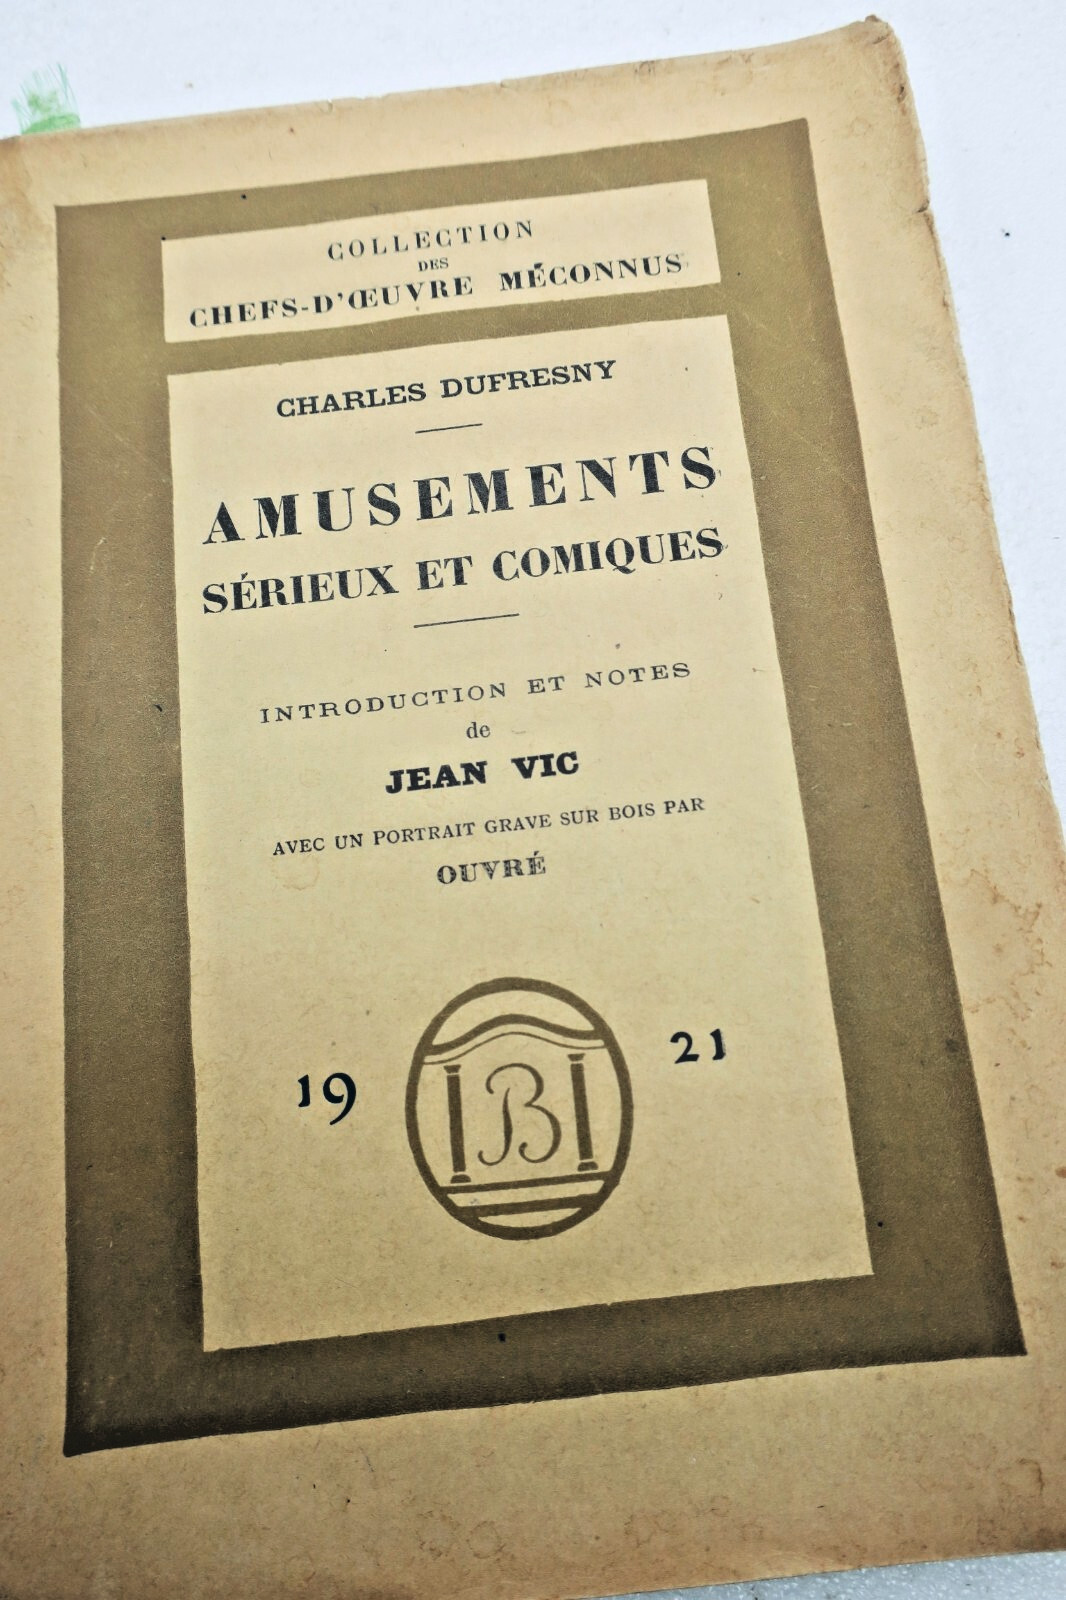 COLLECTION
DES
CHEFS-D'ŒUVRE MÉCONNUS
CHARLES DUFRESNY
AMUSEMENTS
SÉRIEUX ET COMIQUES
INTRODUCTION ET NOTES
de
JEAN VIC
AVEC UN PORTRAIT GRAVE SUR BOIS PAR
OUVRÉ
19 B 21